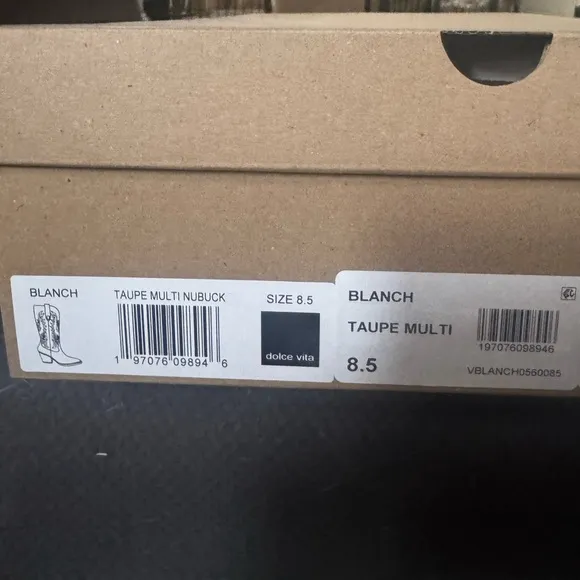 BLANCH
TAUPE MULTI NUBUCK
SIZE 8.5
1 97076 09894 6
dolce vita
BLANCH
TAUPE MULTI
8.5
197076098946
VBLANCH0560085